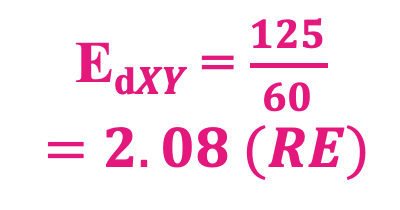 E_dXY = 125/60
= 2.08 (RE)